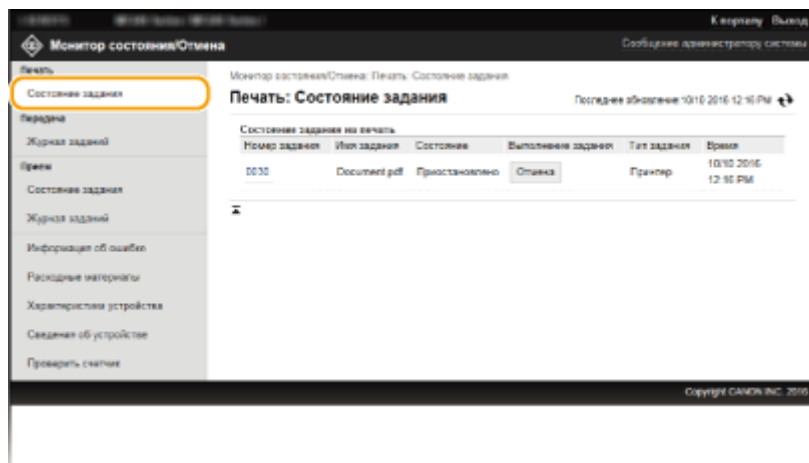 К порталу Выход
Монитор состояния/Отмена
Сообщение администратору системы
Печать
Состояние задания
Передача
Журнал заданий
Прием
Состояние задания
Журнал заданий
Информация об ошибке
Расходные материалы
Характеристики устройства
Сведения об устройстве
Проверить счетчик
Монитор состояния/Отмена: Печать: Состояние задания
Печать: Состояние задания
Последнее обновление: 10/10 2016 12:16 PM
Состояние задания на печать
Номер задания Имя задания Состояние Выполнение задания Тип задания Время
0030 Document.pdf Приостановлено Отмена Принтер 10/10 2016
12:16 PM
Copyright CANON INC. 2016